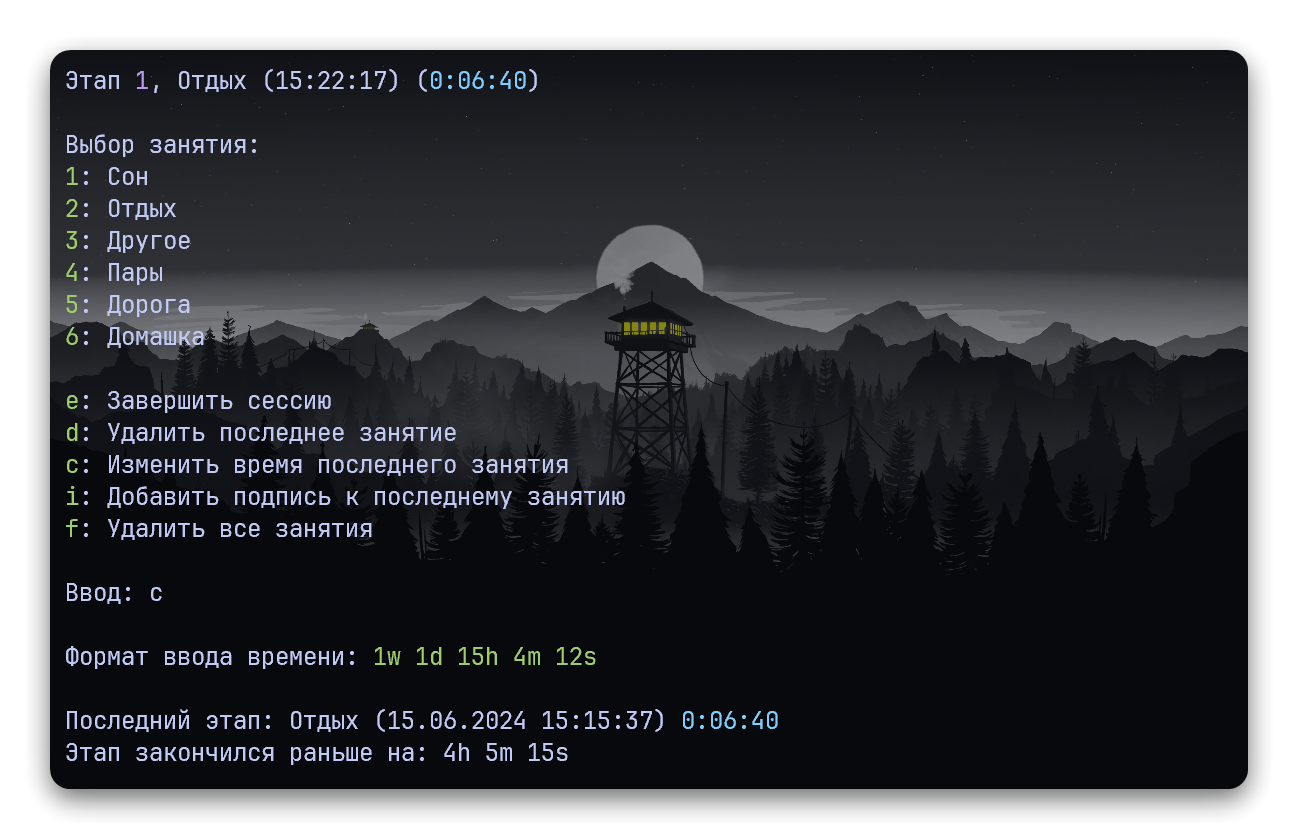 Этап 1, Отдых (15:22:17) (0:06:40)
Выбор занятия:
1: Сон
2: Отдых
3: Другое
4: Пары
5: Дорога
6: Домашка
e: Завершить сессию
d: Удалить последнее занятие
c: Изменить время последнего занятия
i: Добавить подпись к последнему занятию
f: Удалить все занятия
Ввод: c
Формат ввода времени: 1w 1d 15h 4m 12s
Последний этап: Отдых (15.06.2024 15:15:37) 0:06:40
Этап закончился раньше на: 4h 5m 15s